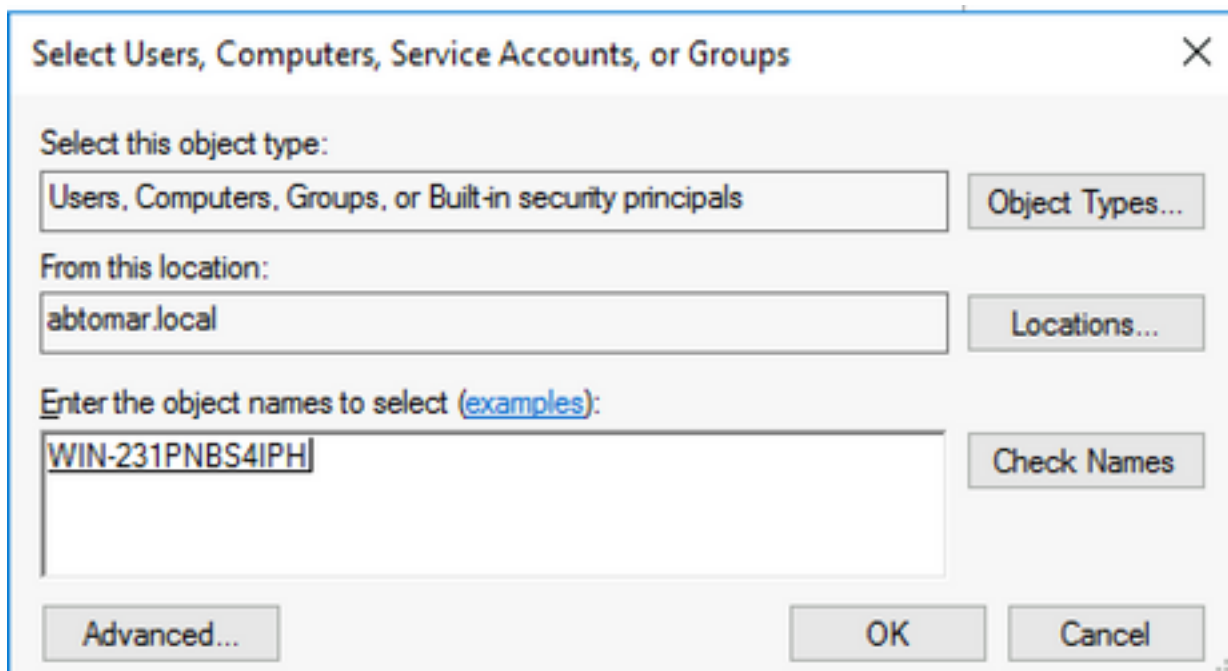 Select Users, Computers, Service Accounts, or Groups
Select this object type:
Users, Computers, Groups, or Built-in security principals
Object Types...
From this location:
abtomar.local
Locations...
Enter the object names to select (examples):
WIN-231PNBS4IPH
Check Names
Advanced...
OK
Cancel